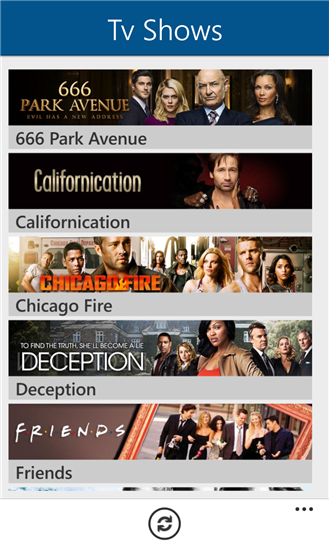 Tv Shows
666
PARK AVENUE
EVIL HAS A NEW ADDRESS
666 Park Avenue
Californication
Californication
CHICAGO FIRE
Chicago Fire
TO FIND THE TRUTH, SHE'LL BECOME A LIE
DECEPTION
Deception
F·R·I·E·N·D·S
Friends